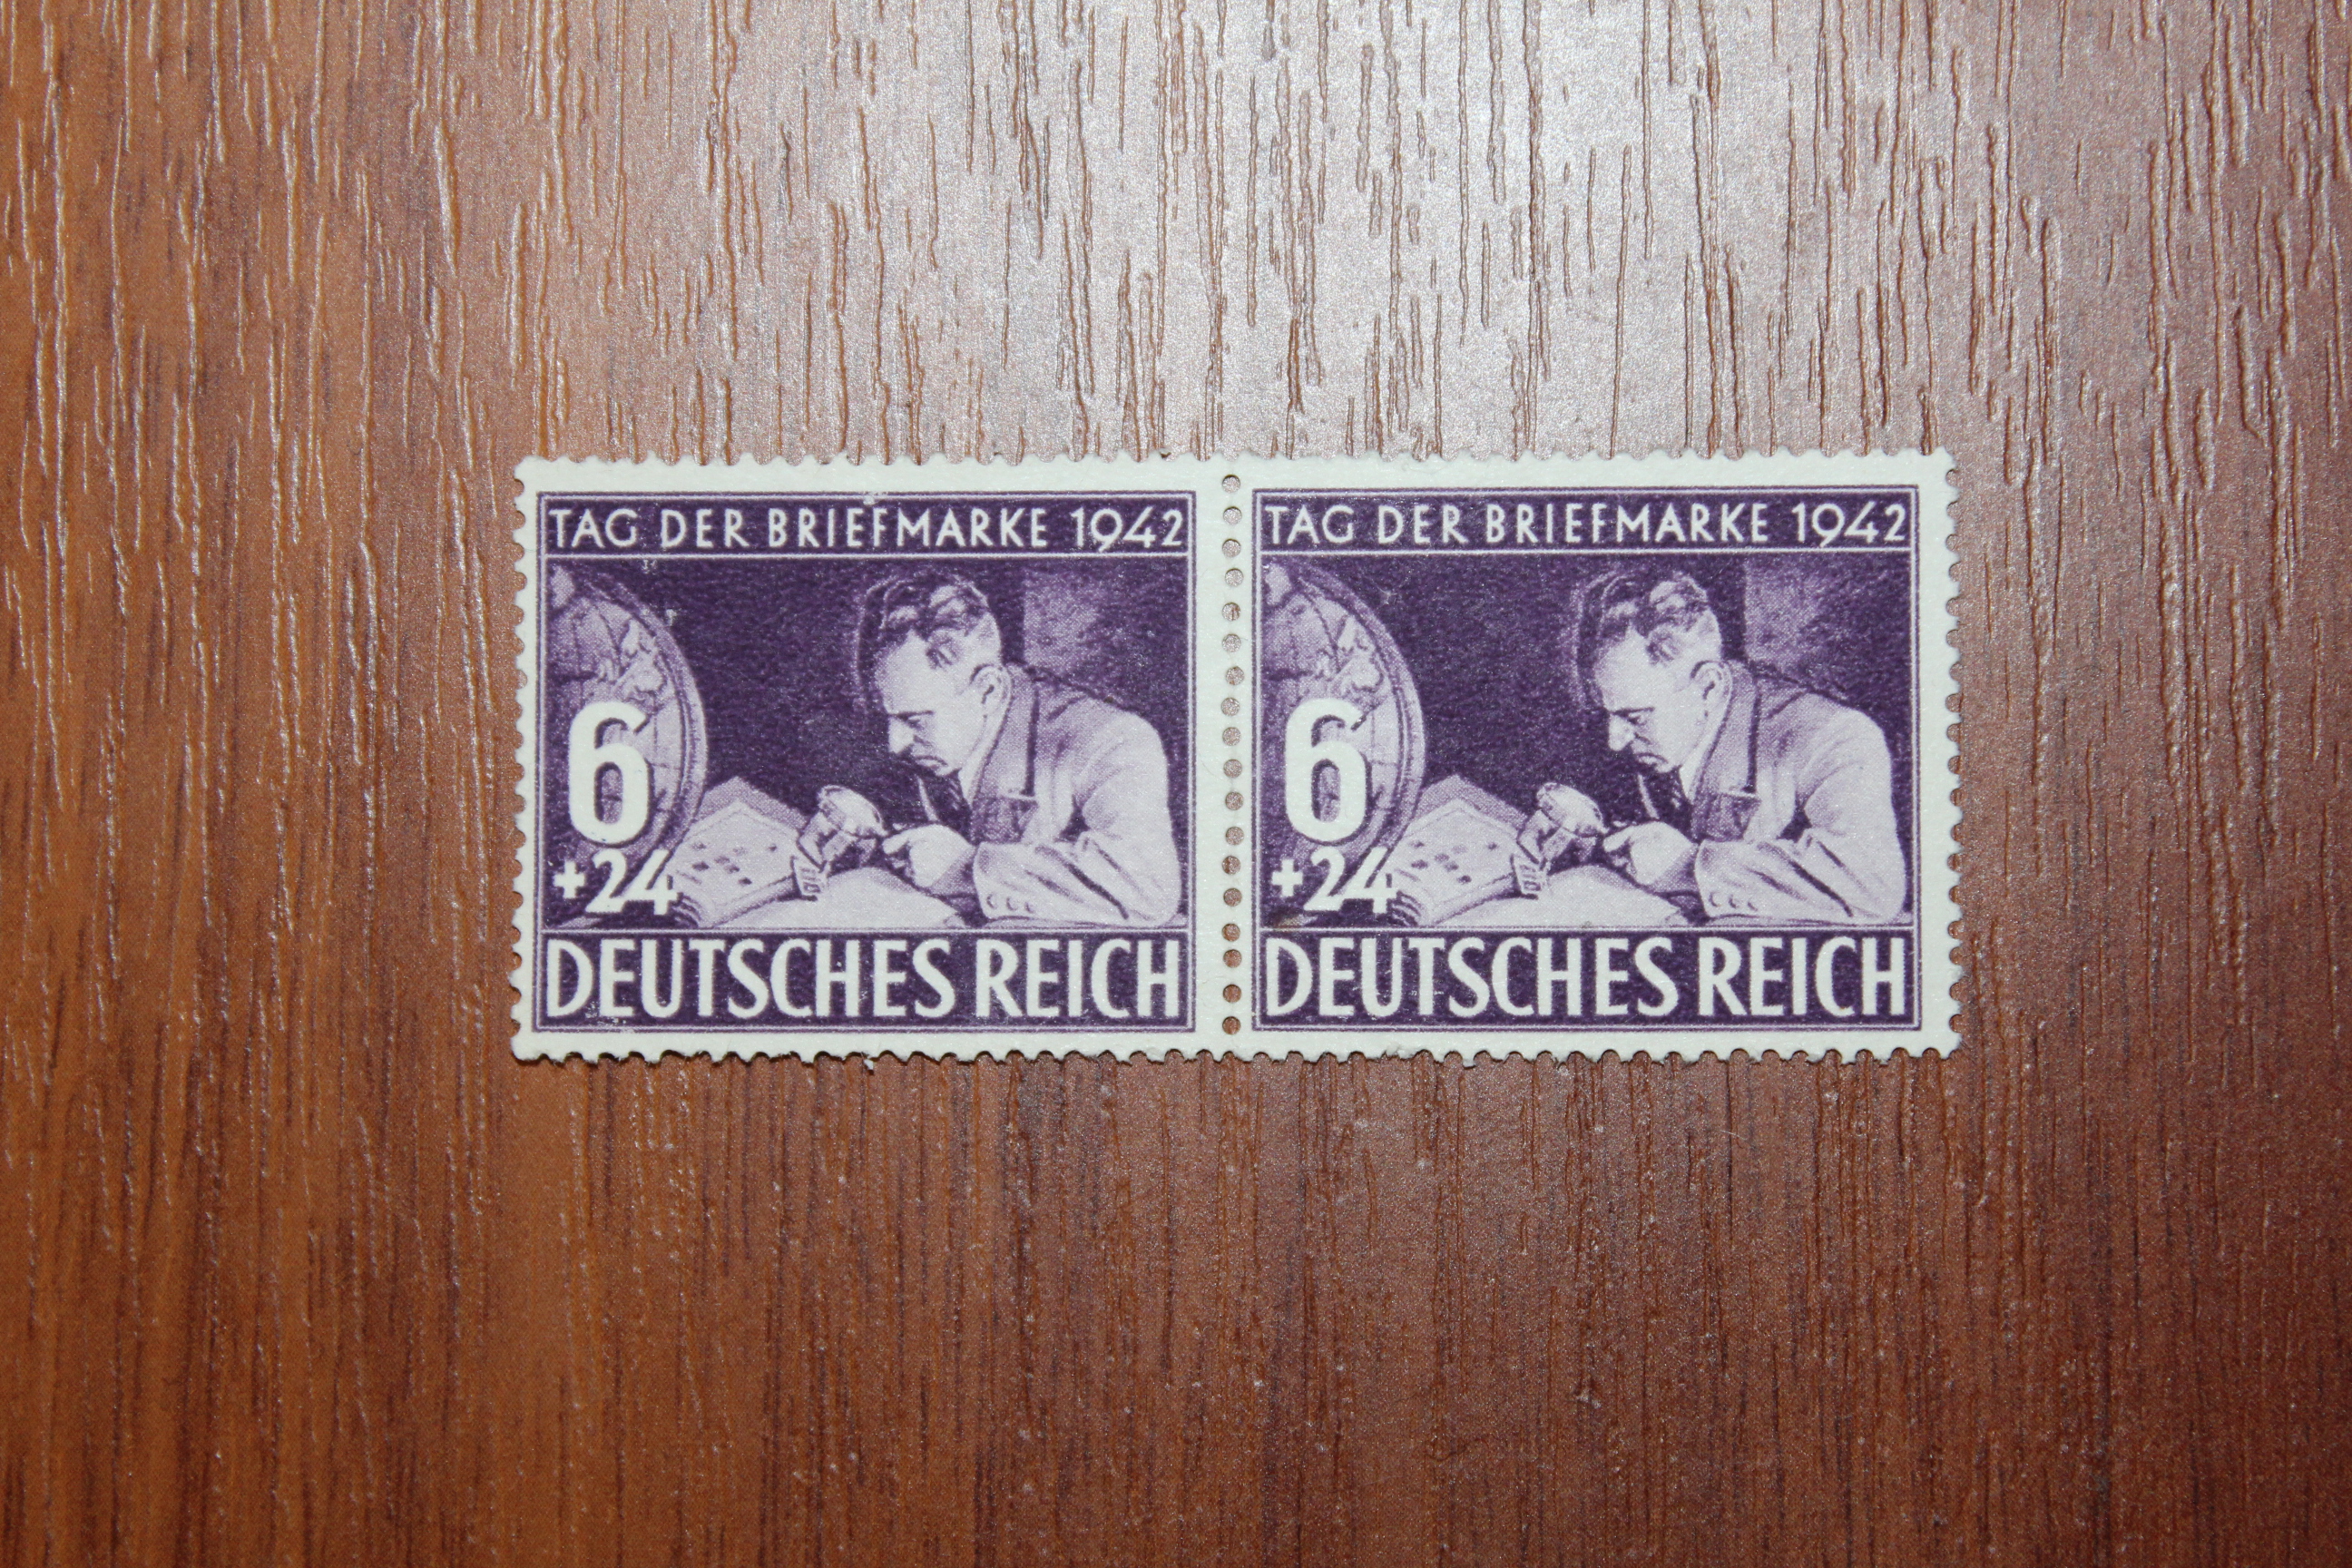 TAG DER BRIEFMARKE 1942
6
+24
DEUTSCHES REICH
TAG DER BRIEFMARKE 1942
6
+24
DEUTSCHES REICH